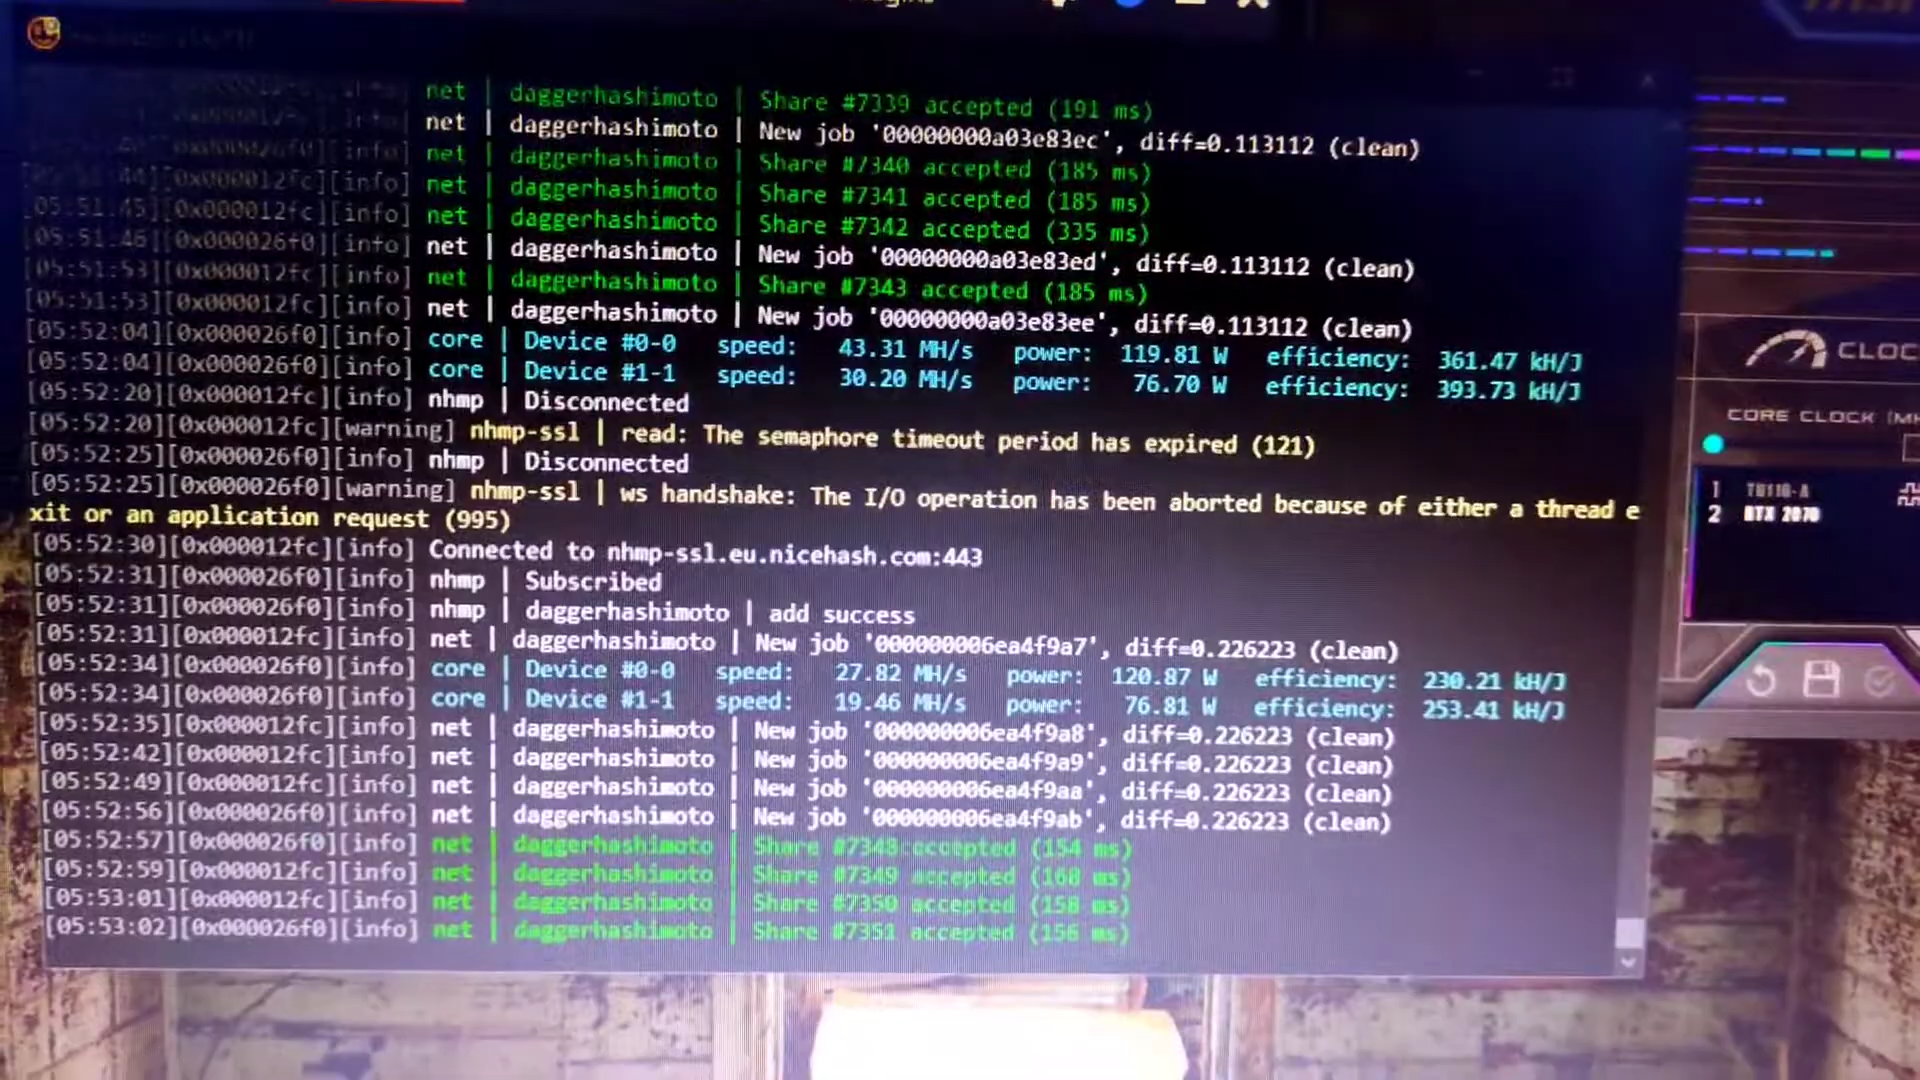 net | daggerhashimoto | Share #7339 accepted (191 ms)
net | daggerhashimoto | New job '00000000a03e83ec', diff=0.113112 (clean)
[0x000026f0][info] net | daggerhashimoto | Share #7340 accepted (185 ms)
[0x000012fc][info] net | daggerhashimoto | Share #7341 accepted (185 ms)
[05:51:45][0x000012fc][info] net | daggerhashimoto | Share #7342 accepted (335 ms)
[05:51:46][0x000026f0][info] net | daggerhashimoto | New job '00000000a03e83ed', diff=0.113112 (clean)
[05:51:53][0x000012fc][info] net | daggerhashimoto | Share #7343 accepted (185 ms)
[05:51:53][0x000012fc][info] net | daggerhashimoto | New job '00000000a03e83ee', diff=0.113112 (clean)
[05:52:04][0x000026f0][info] core | Device #0-0 speed: 43.31 MH/s power: 119.81 W efficiency: 361.47 kH/J
[05:52:04][0x000026f0][info] core | Device #1-1 speed: 30.20 MH/s power: 76.70 W efficiency: 393.73 kH/J
[05:52:20][0x000012fc][info] nhmp | Disconnected
[05:52:20][0x000012fc][warning] nhmp-ssl | read: The semaphore timeout period has expired (121)
[05:52:25][0x000026f0][info] nhmp | Disconnected
[05:52:25][0x000026f0][warning] nhmp-ssl | ws handshake: The I/O operation has been aborted because of either a thread e
xit or an application request (995)
[05:52:30][0x000012fc][info] Connected to nhmp-ssl.eu.nicehash.com:443
[05:52:31][0x000026f0][info] nhmp | Subscribed
[05:52:31][0x000026f0][info] nhmp | daggerhashimoto | add success
[05:52:31][0x000012fc][info] net | daggerhashimoto | New job '000000006ea4f9a7', diff=0.226223 (clean)
[05:52:34][0x000026f0][info] core | Device #0-0 speed: 27.82 MH/s power: 120.87 W efficiency: 230.21 kH/J
[05:52:34][0x000026f0][info] core | Device #1-1 speed: 19.46 MH/s power: 76.81 W efficiency: 253.41 kH/J
[05:52:35][0x000012fc][info] net | daggerhashimoto | New job '000000006ea4f9a8', diff=0.226223 (clean)
[05:52:42][0x000012fc][info] net | daggerhashimoto | New job '000000006ea4f9a9', diff=0.226223 (clean)
[05:52:49][0x000012fc][info] net | daggerhashimoto | New job '000000006ea4f9aa', diff=0.226223 (clean)
[05:52:56][0x000026f0][info] net | daggerhashimoto | New job '000000006ea4f9ab', diff=0.226223 (clean)
[05:52:57][0x000026f0][info] net | daggerhashimoto | Share #7348 accepted (154 ms)
[05:52:59][0x000012fc][info] net | daggerhashimoto | Share #7349 accepted (160 ms)
[05:53:01][0x000012fc][info] net | daggerhashimoto | Share #7350 accepted (158 ms)
[05:53:02][0x000026f0][info] net | daggerhashimoto | Share #7351 accepted (156 ms)
CLOC
CORE CLOCK (MH
1 TU116-A
2 RTX 2070